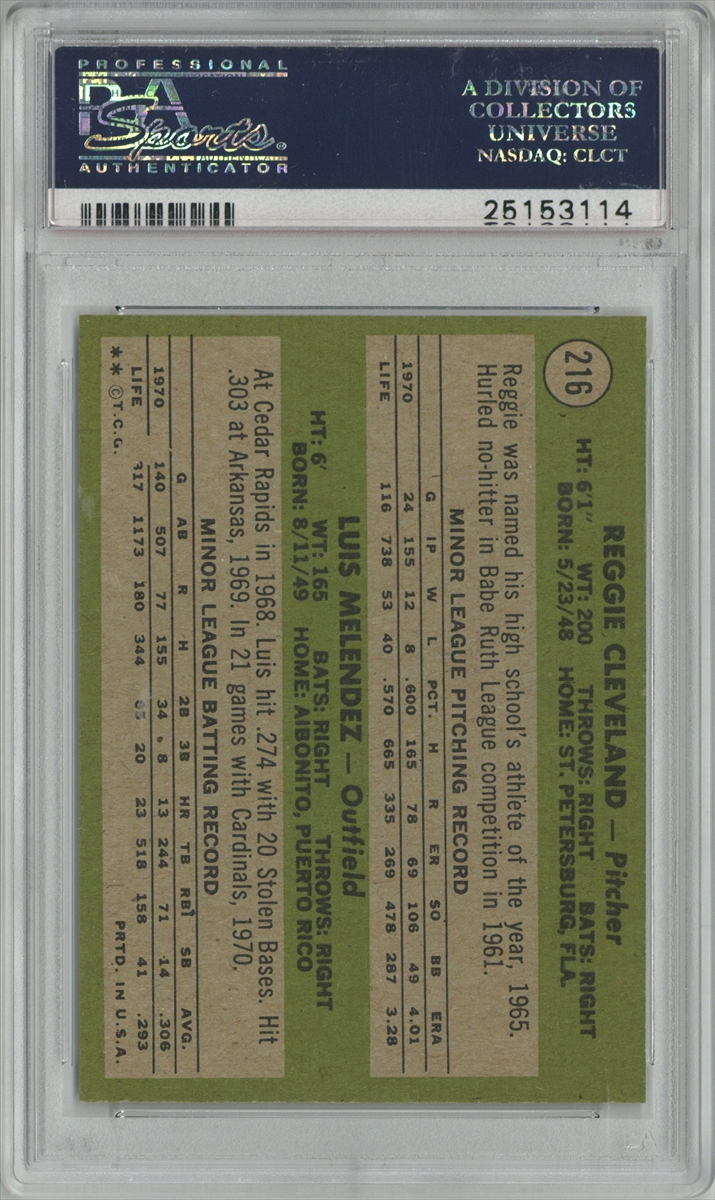 PROFESSIONAL
PSA
Sports®
AUTHENTICATOR
A DIVISION OF
COLLECTORS
UNIVERSE
NASDAQ: CLCT
25153114
216
REGGIE CLEVELAND — Pitcher
HT: 6'1" WT: 200 THROWS: RIGHT BATS: RIGHT
BORN: 5/23/48 HOME: ST. PETERSBURG, FLA.
Reggie was named his high school's athlete of the year, 1965.
Hurled no-hitter in Babe Ruth League competition in 1961.
MINOR LEAGUE PITCHING RECORD
G IP W L PCT. H R ER SO BB ERA
1970 24 155 12 8 .600 165 78 69 106 49 4.01
LIFE 116 738 53 40 .570 665 335 269 478 287 3.28
LUIS MELENDEZ — Outfield
HT: 6' WT: 165 BATS: RIGHT THROWS: RIGHT
BORN: 8/11/49 HOME: AIBONITO, PUERTO RICO
At Cedar Rapids in 1968. Luis hit .274 with 20 Stolen Bases. Hit
.303 at Arkansas, 1969. In 21 games with Cardinals, 1970.
MINOR LEAGUE BATTING RECORD
G AB R H 2B 3B HR TB RBI SB AVG.
1970 140 507 77 155 34 8 13 244 71 14 .306
LIFE 317 1173 180 344 65 20 23 518 158 41 .293
** ©T.C.G. PRTD. IN U.S.A.